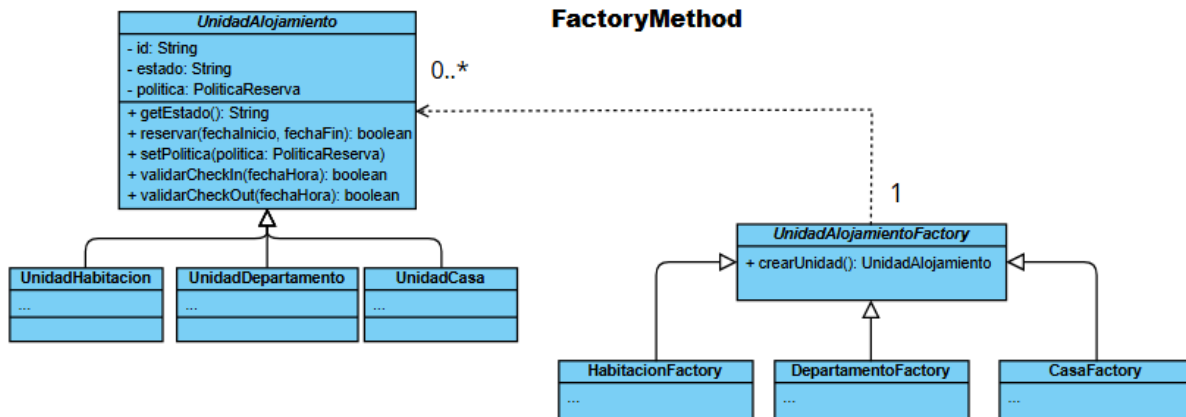 FactoryMethod
UnidadAlojamiento
- id: String
- estado: String
- politica: PoliticaReserva
+ getEstado(): String
+ reservar(fechaInicio, fechaFin): boolean
+ setPolitica(politica: PoliticaReserva)
+ validarCheckIn(fechaHora): boolean
+ validarCheckOut(fechaHora): boolean
0..*
1
UnidadAlojamientoFactory
+ crearUnidad(): UnidadAlojamiento
UnidadHabitacion
...
UnidadDepartamento
...
UnidadCasa
...
HabitacionFactory
...
DepartamentoFactory
...
CasaFactory
...